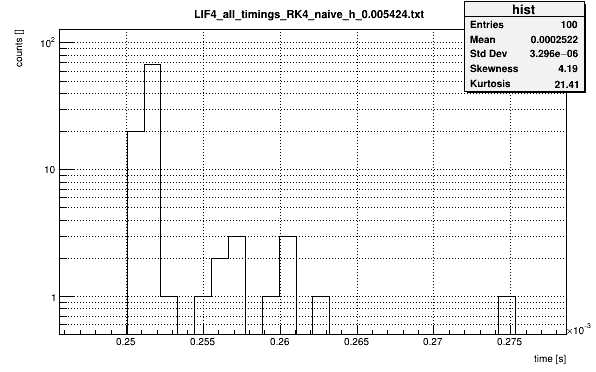 LIF4_all_timings_RK4_naive_h_0.005424.txt
hist
Entries 100
Mean 0.0002522
Std Dev 3.296e−06
Skewness 4.19
Kurtosis 21.41
counts []
10²
10
1
0.25 0.255 0.26 0.265 0.27 0.275
×10⁻³
time [s]